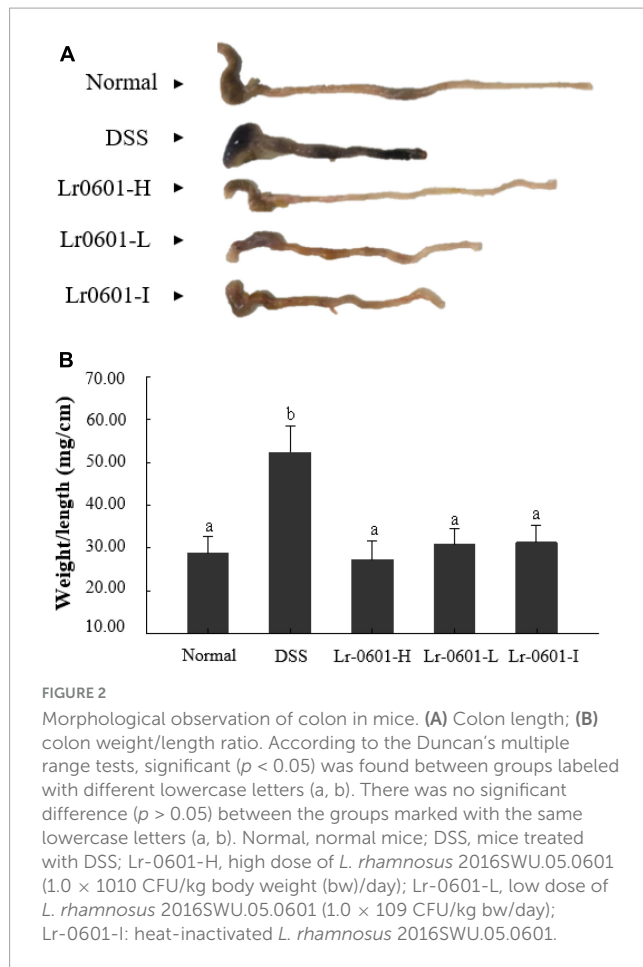 A
Normal ►
DSS ►
Lr0601-H ►
Lr0601-L ►
Lr0601-I ►
B
70.00
60.00
50.00
40.00
30.00
20.00
10.00
Weight/length (mg/cm)
a
b
a
a
a
Normal
DSS
Lr-0601-H
Lr-0601-L
Lr-0601-I
FIGURE 2
Morphological observation of colon in mice. (A) Colon length; (B)
colon weight/length ratio. According to the Duncan's multiple
range tests, significant (p < 0.05) was found between groups labeled
with different lowercase letters (a, b). There was no significant
difference (p > 0.05) between the groups marked with the same
lowercase letters (a, b). Normal, normal mice; DSS, mice treated
with DSS; Lr-0601-H, high dose of L. rhamnosus 2016SWU.05.0601
(1.0 × 1010 CFU/kg body weight (bw)/day); Lr-0601-L, low dose of
L. rhamnosus 2016SWU.05.0601 (1.0 × 109 CFU/kg bw/day);
Lr-0601-I: heat-inactivated L. rhamnosus 2016SWU.05.0601.